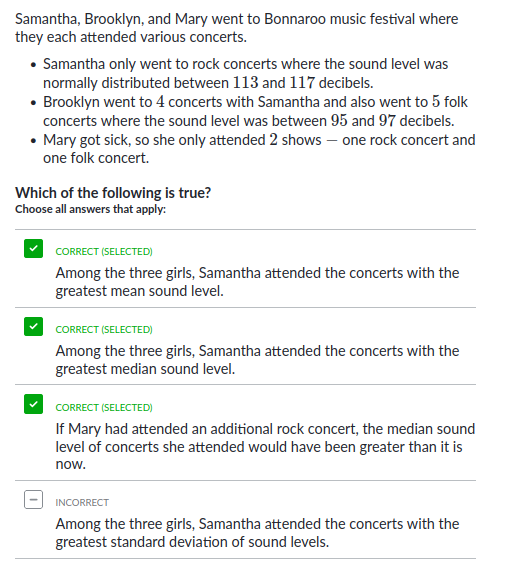 Samantha, Brooklyn, and Mary went to Bonnaroo music festival where
they each attended various concerts.
• Samantha only went to rock concerts where the sound level was
normally distributed between 113 and 117 decibels.
• Brooklyn went to 4 concerts with Samantha and also went to 5 folk
concerts where the sound level was between 95 and 97 decibels.
• Mary got sick, so she only attended 2 shows — one rock concert and
one folk concert.
Which of the following is true?
Choose all answers that apply:
CORRECT (SELECTED)
Among the three girls, Samantha attended the concerts with the
greatest mean sound level.
CORRECT (SELECTED)
Among the three girls, Samantha attended the concerts with the
greatest median sound level.
CORRECT (SELECTED)
If Mary had attended an additional rock concert, the median sound
level of concerts she attended would have been greater than it is
now.
INCORRECT
Among the three girls, Samantha attended the concerts with the
greatest standard deviation of sound levels.